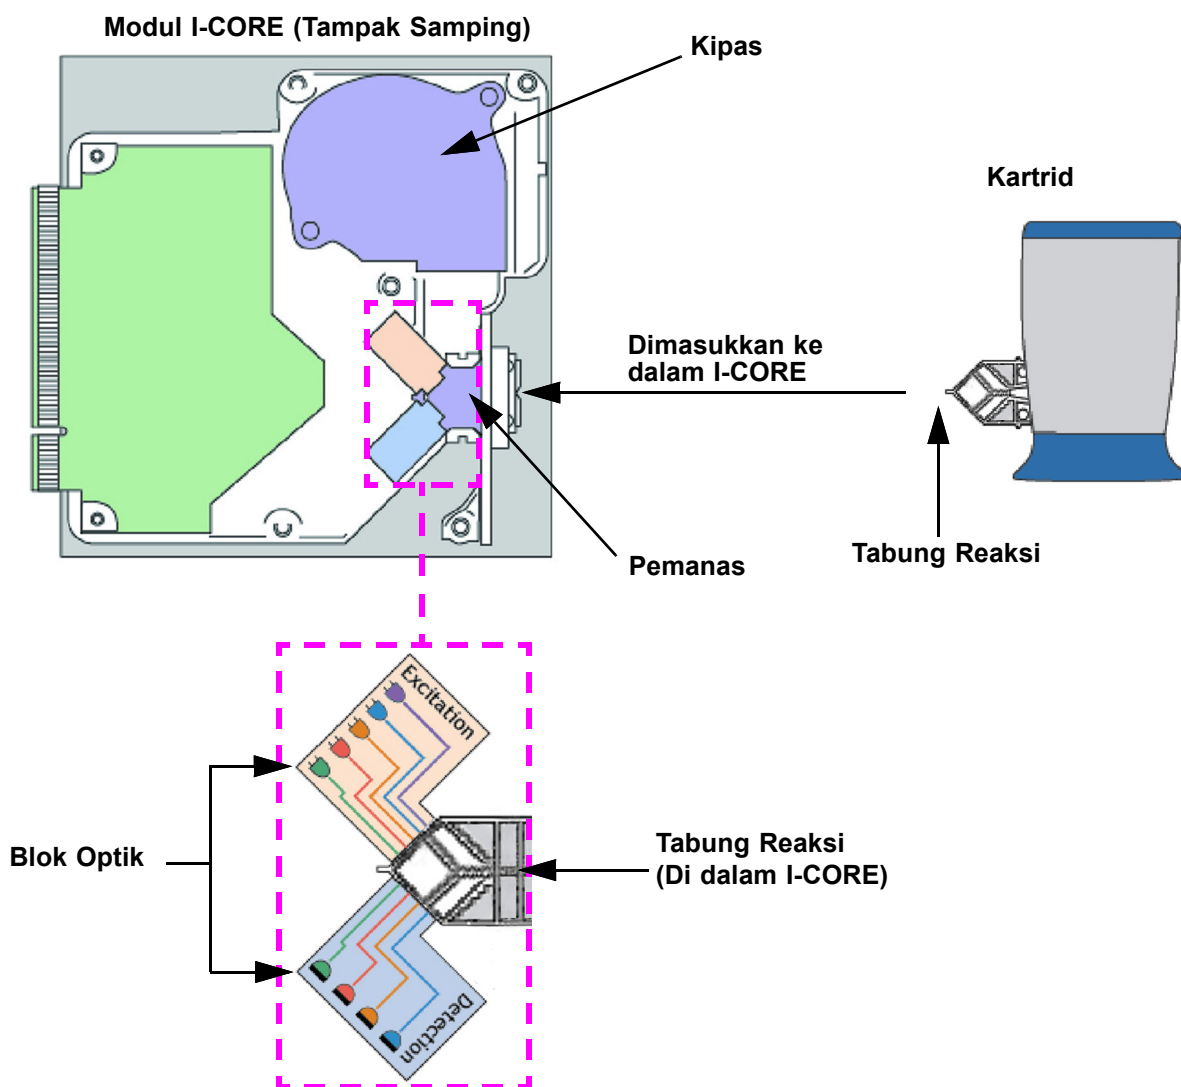 Modul I-CORE (Tampak Samping)
Kipas
Kartrid
Dimasukkan ke
dalam I-CORE
Pemanas
Tabung Reaksi
Excitation
Blok Optik
Tabung Reaksi
(Di dalam I-CORE)
Detection